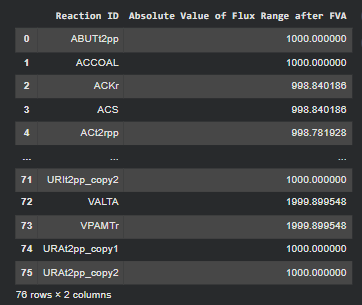 Reaction ID Absolute Value of Flux Range after FVA
0 ABUTt2pp 1000.000000
1 ACCOAL 1000.000000
2 ACKr 998.840186
3 ACS 998.840186
4 ACt2rpp 998.781928
... ... ...
71 URIt2pp_copy2 1000.000000
72 VALTA 1999.899548
73 VPAMTr 1999.899548
74 URAt2pp_copy1 1000.000000
75 URAt2pp_copy2 1000.000000
76 rows × 2 columns